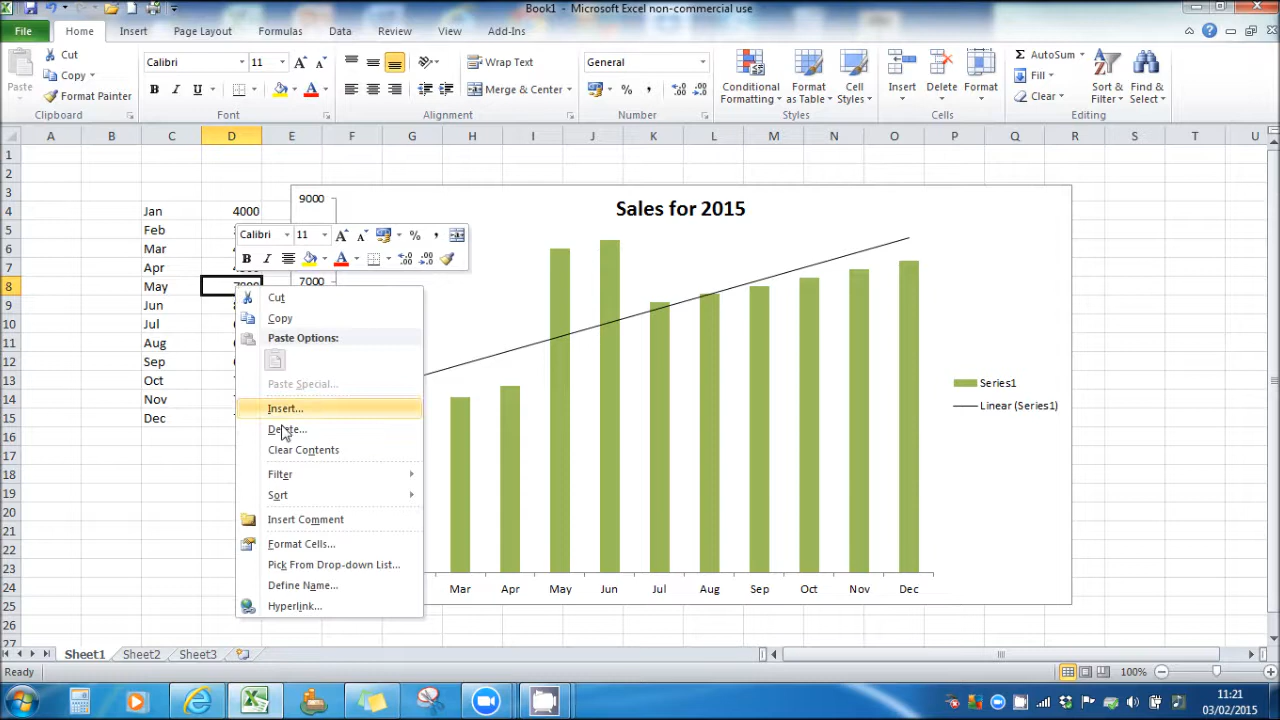 Book1 - Microsoft Excel non-commercial use
File Home Insert Page Layout Formulas Data Review View Add-Ins
Paste
Cut
Copy
Format Painter
Clipboard
Calibri 11
B I U A
Font
Wrap Text
Merge & Center
Alignment
General
%
Number
Conditional Formatting
Format as Table
Cell Styles
Styles
Insert
Delete
Format
Cells
Σ AutoSum
Fill
Clear
Sort & Filter
Find & Select
Editing
A B C D E F G H I J K L M N O P Q R S T U
1
2
3
4 Jan 4000
5 Feb
6 Mar
7 Apr
8 May
9 Jun
10 Jul
11 Aug
12 Sep
13 Oct
14 Nov
15 Dec
16
17
18
19
20
21
22
23
24
25
26
27
Calibri 11 A A %
B I A
Cut
Copy
Paste Options:
Paste Special...
Insert...
Delete...
Clear Contents
Filter
Sort
Insert Comment
Format Cells...
Pick From Drop-down List...
Define Name...
Hyperlink...
Sales for 2015
9000
7000
Mar Apr May Jun Jul Aug Sep Oct Nov Dec
Series1
Linear (Series1)
Sheet1 Sheet2 Sheet3
Ready
100%
11:21
03/02/2015